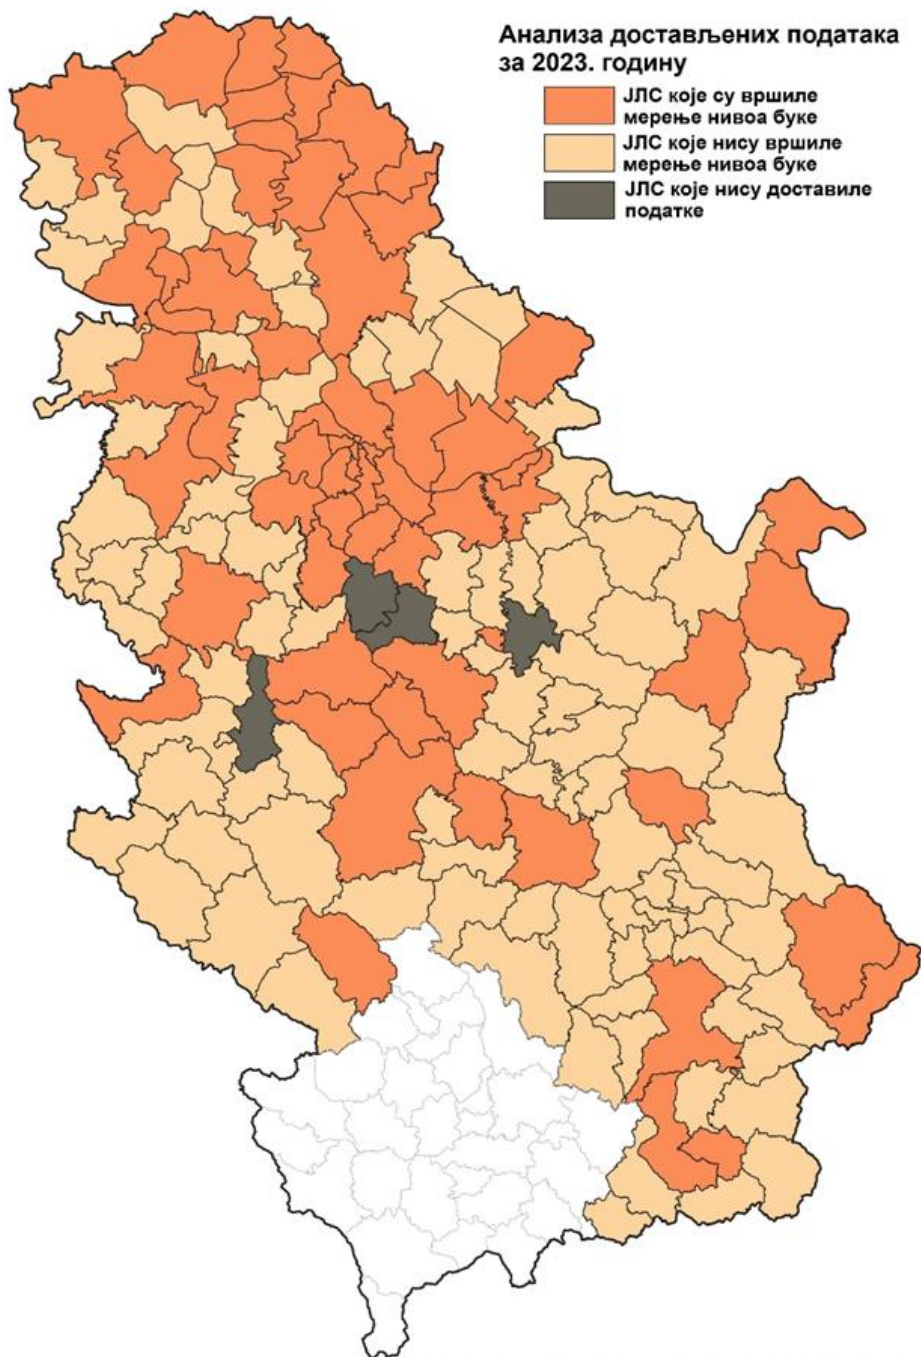 Анализа достављених података
за 2023. годину
ЈЛС које су вршиле
мерење нивоа буке
ЈЛС које нису вршиле
мерење нивоа буке
ЈЛС које нису доставиле
податке